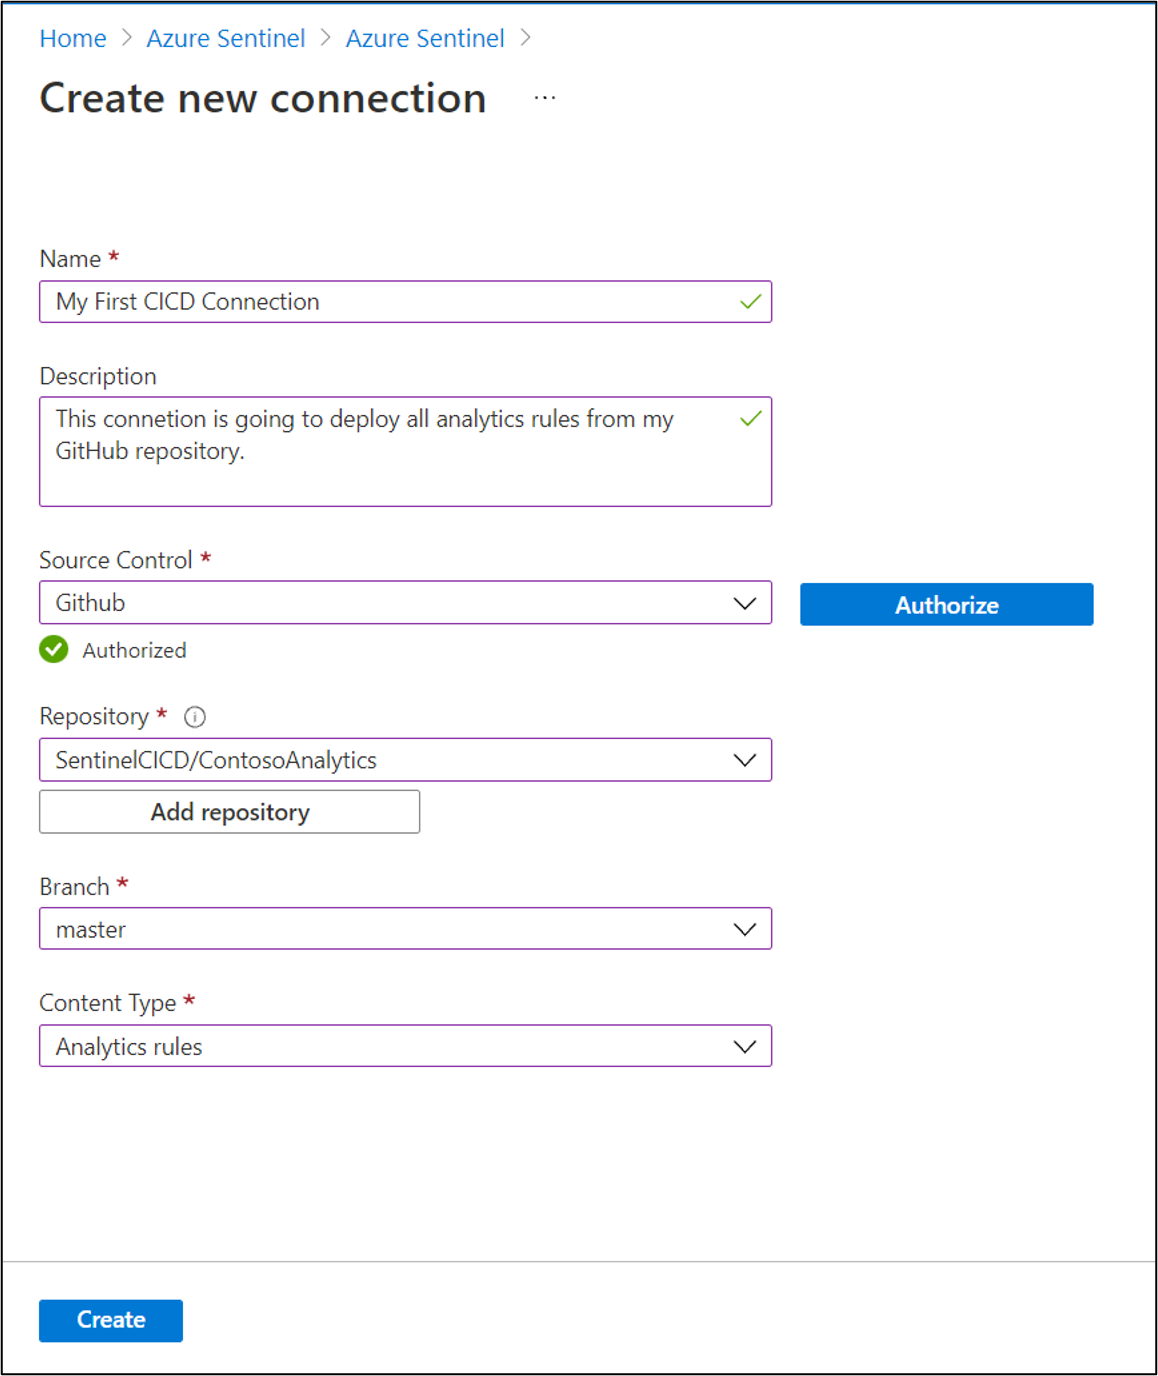 Home > Azure Sentinel > Azure Sentinel >
Create new connection ...
Name *
My First CICD Connection
Description
This connetion is going to deploy all analytics rules from my
GitHub repository.
Source Control *
Github
Authorize
Authorized
Repository *
SentinelCICD/ContosoAnalytics
Add repository
Branch *
master
Content Type *
Analytics rules
Create